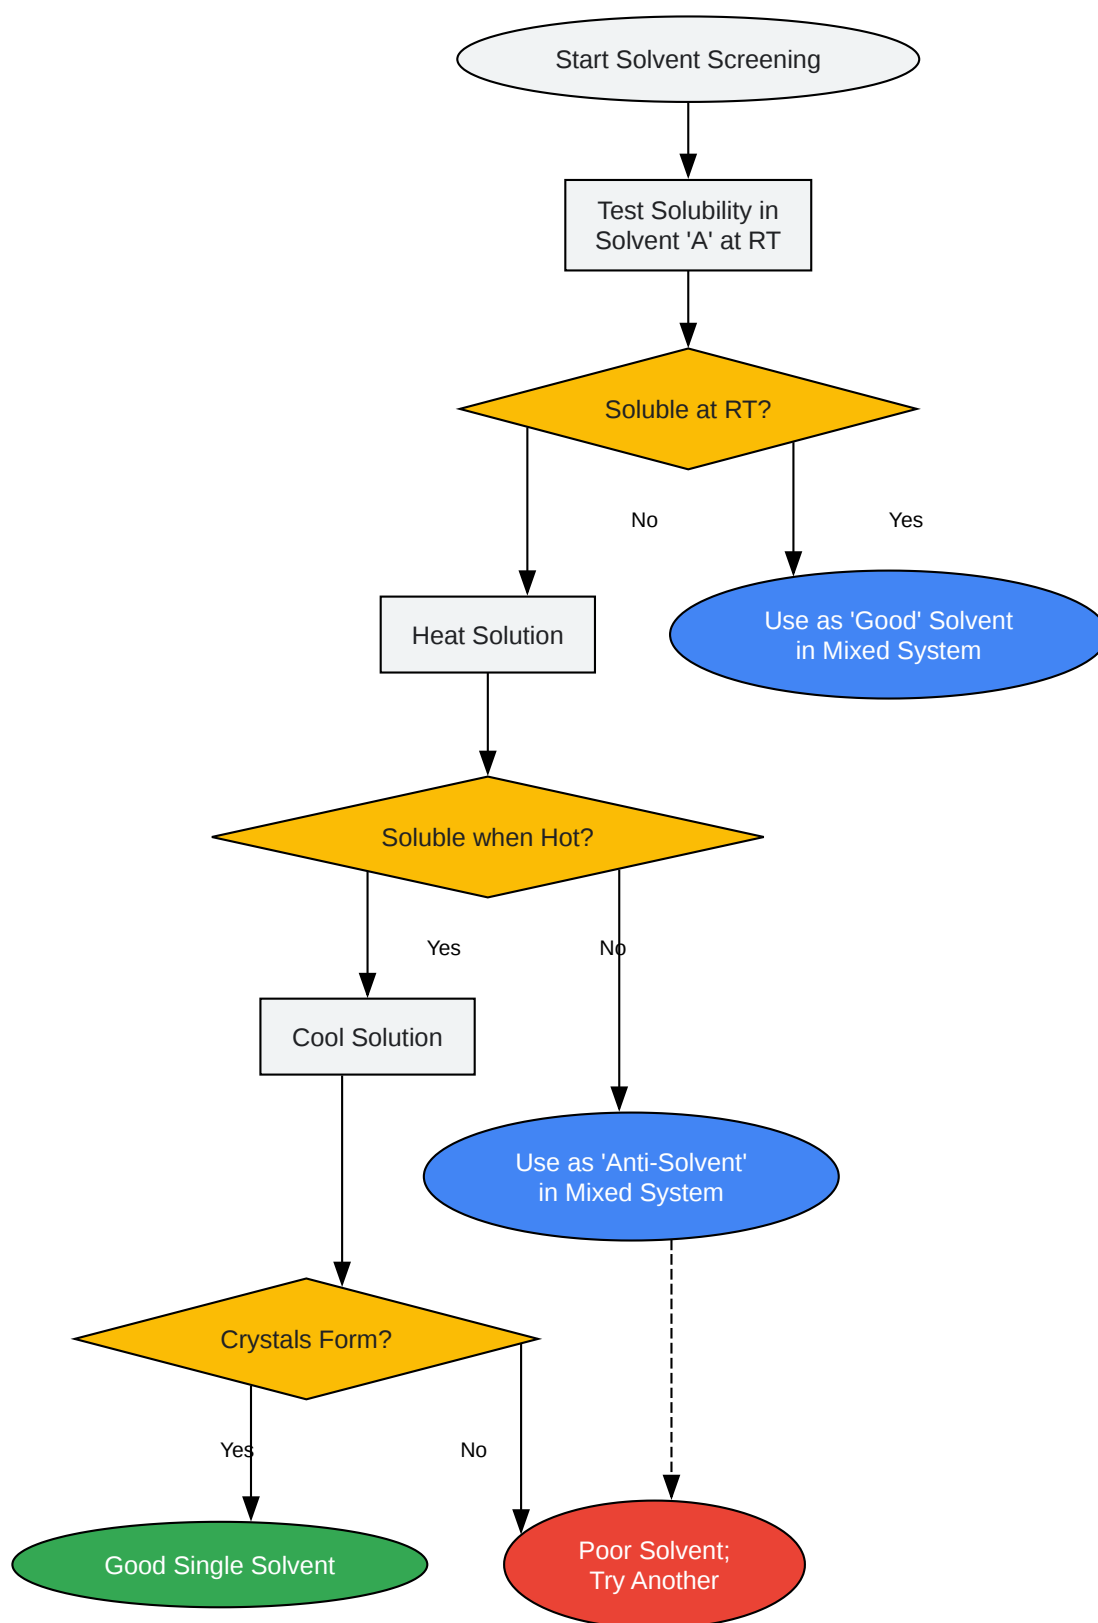 Start Solvent Screening
Test Solubility in
Solvent 'A' at RT
Soluble at RT?
No
Yes
Use as 'Good' Solvent
in Mixed System
Heat Solution
Soluble when Hot?
Yes
No
Cool Solution
Use as 'Anti-Solvent'
in Mixed System
Crystals Form?
Yes
No
Good Single Solvent
Poor Solvent;
Try Another